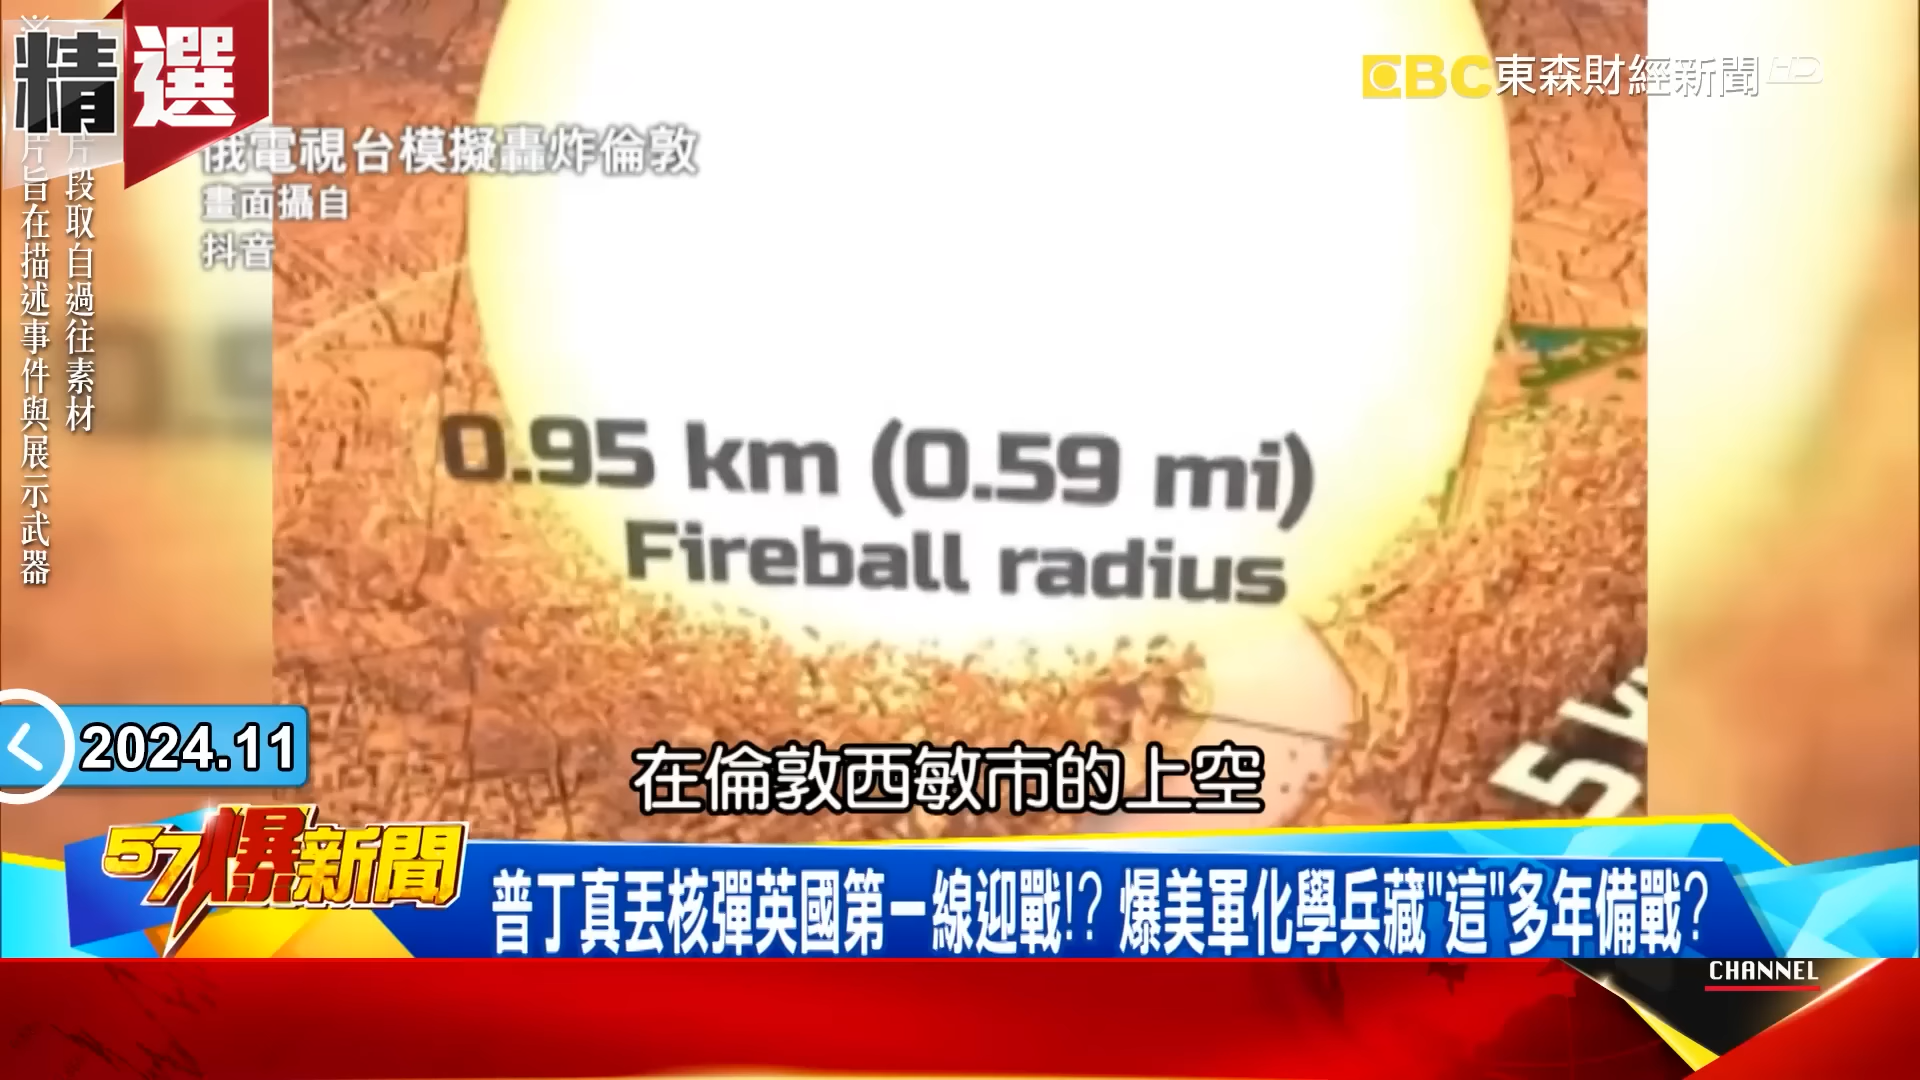 精選
EBC東森財經新聞HD
※
片段取自過往素材
片旨在描述事件與展示武器
俄電視台模擬轟炸倫敦
畫面攝自
抖音
0.95 km (0.59 mi)
Fireball radius
2024.11
在倫敦西敏市的上空
57爆新聞
普丁真丟核彈英國第一線迎戰!? 爆美軍化學兵藏"這"多年備戰?
CHANNEL